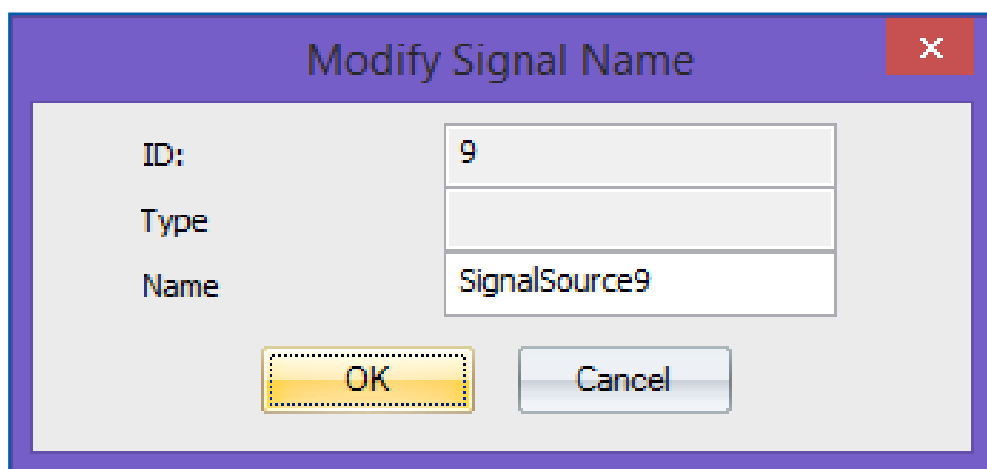 Modify Signal Name
x
ID: 9
Type
Name SignalSource9
OK Cancel